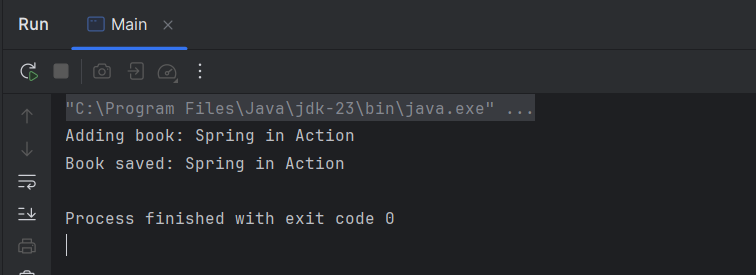 Run Main
"C:\Program Files\Java\jdk-23\bin\java.exe" ...
Adding book: Spring in Action
Book saved: Spring in Action
Process finished with exit code 0